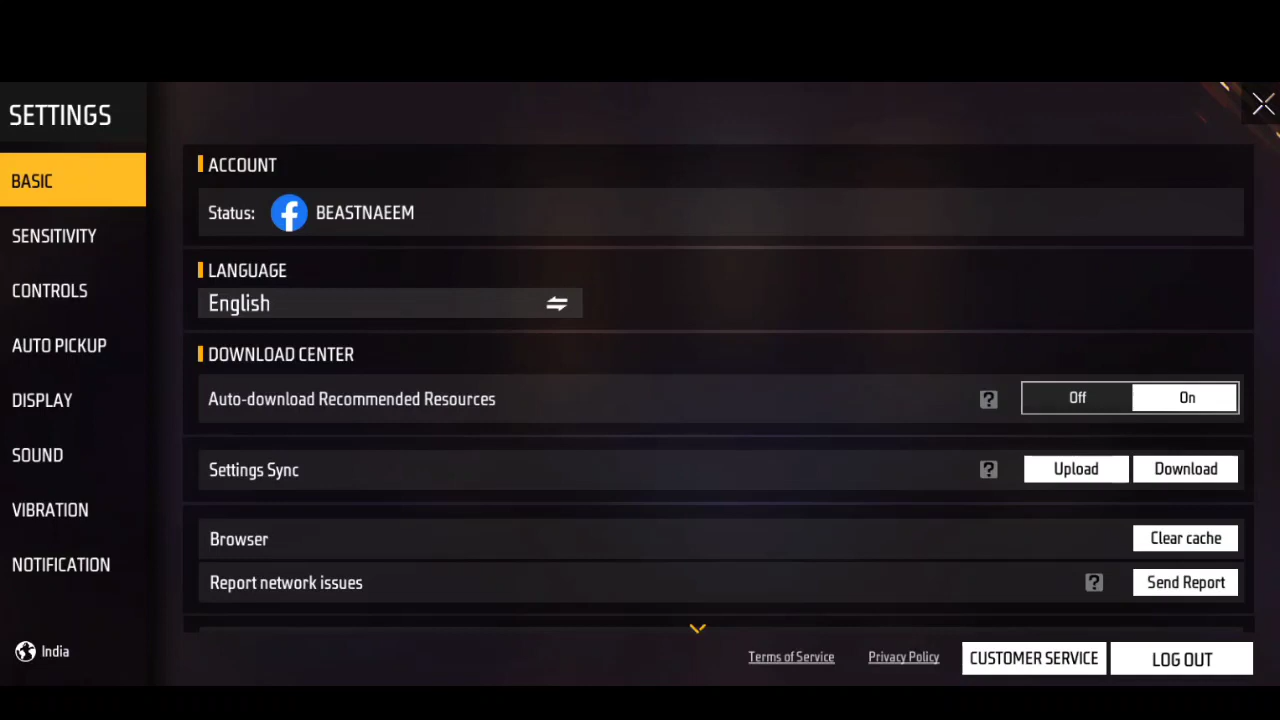 SETTINGS
BASIC
SENSITIVITY
CONTROLS
AUTO PICKUP
DISPLAY
SOUND
VIBRATION
NOTIFICATION
India
ACCOUNT
Status: BEASTNAEEM
LANGUAGE
English
DOWNLOAD CENTER
Auto-download Recommended Resources ? Off On
Settings Sync ? Upload Download
Browser Clear cache
Report network issues ? Send Report
Terms of Service Privacy Policy CUSTOMER SERVICE LOG OUT